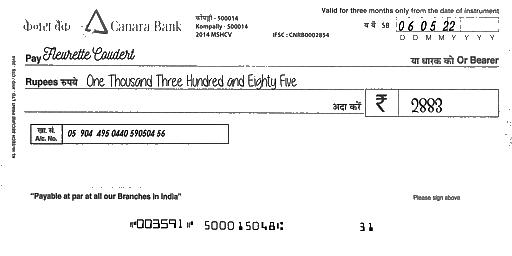 Valid for three months only from the date of instrument
केनरा बैंक Canara Bank
कोंपल्ली - 500014
Kompally - 500014
2014 MSHCV
IFSC : CNRB0002854
SB 06 05 22
D D M M Y Y Y Y
Pay Fleurette Coudert या धारक को Or Bearer
Rupees रुपये One Thousand Three Hundred and Eighty Five
अदा करें ₹ 2883
खा. सं.
A/c. No. 05 904 495 0440 590504 56
"Payable at par at all our Branches in India"
Please sign above
⑈003591⑈ 500015048⑆ 31